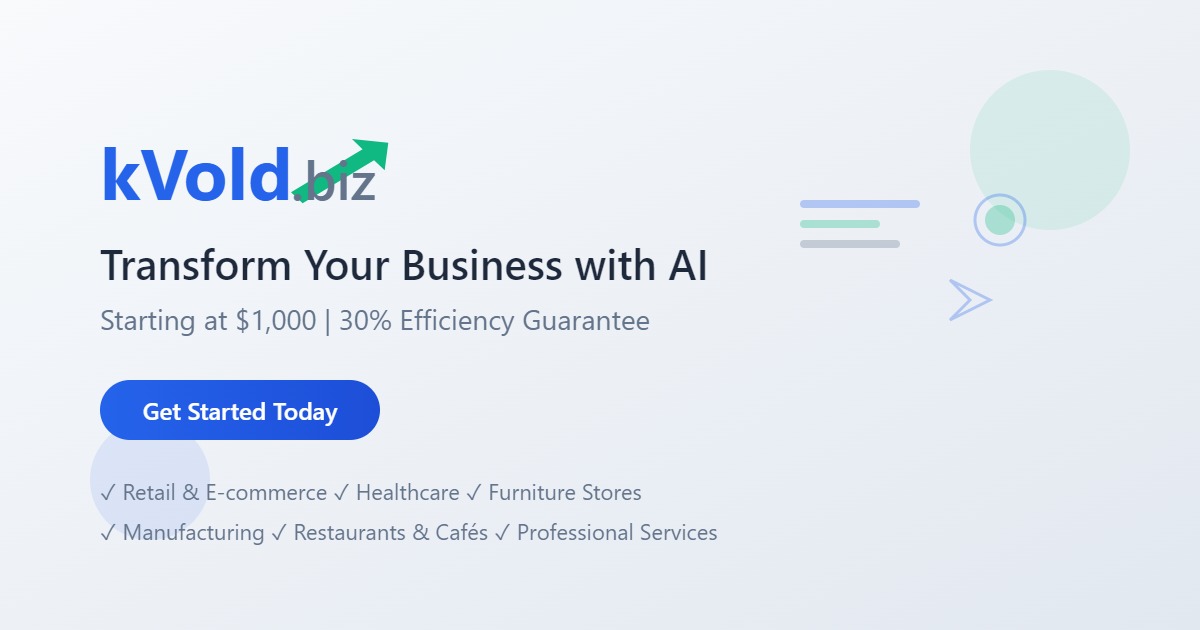 kVold.biz
Transform Your Business with AI
Starting at $1,000 | 30% Efficiency Guarantee
Get Started Today
✓ Retail & E-commerce ✓ Healthcare ✓ Furniture Stores
✓ Manufacturing ✓ Restaurants & Cafés ✓ Professional Services